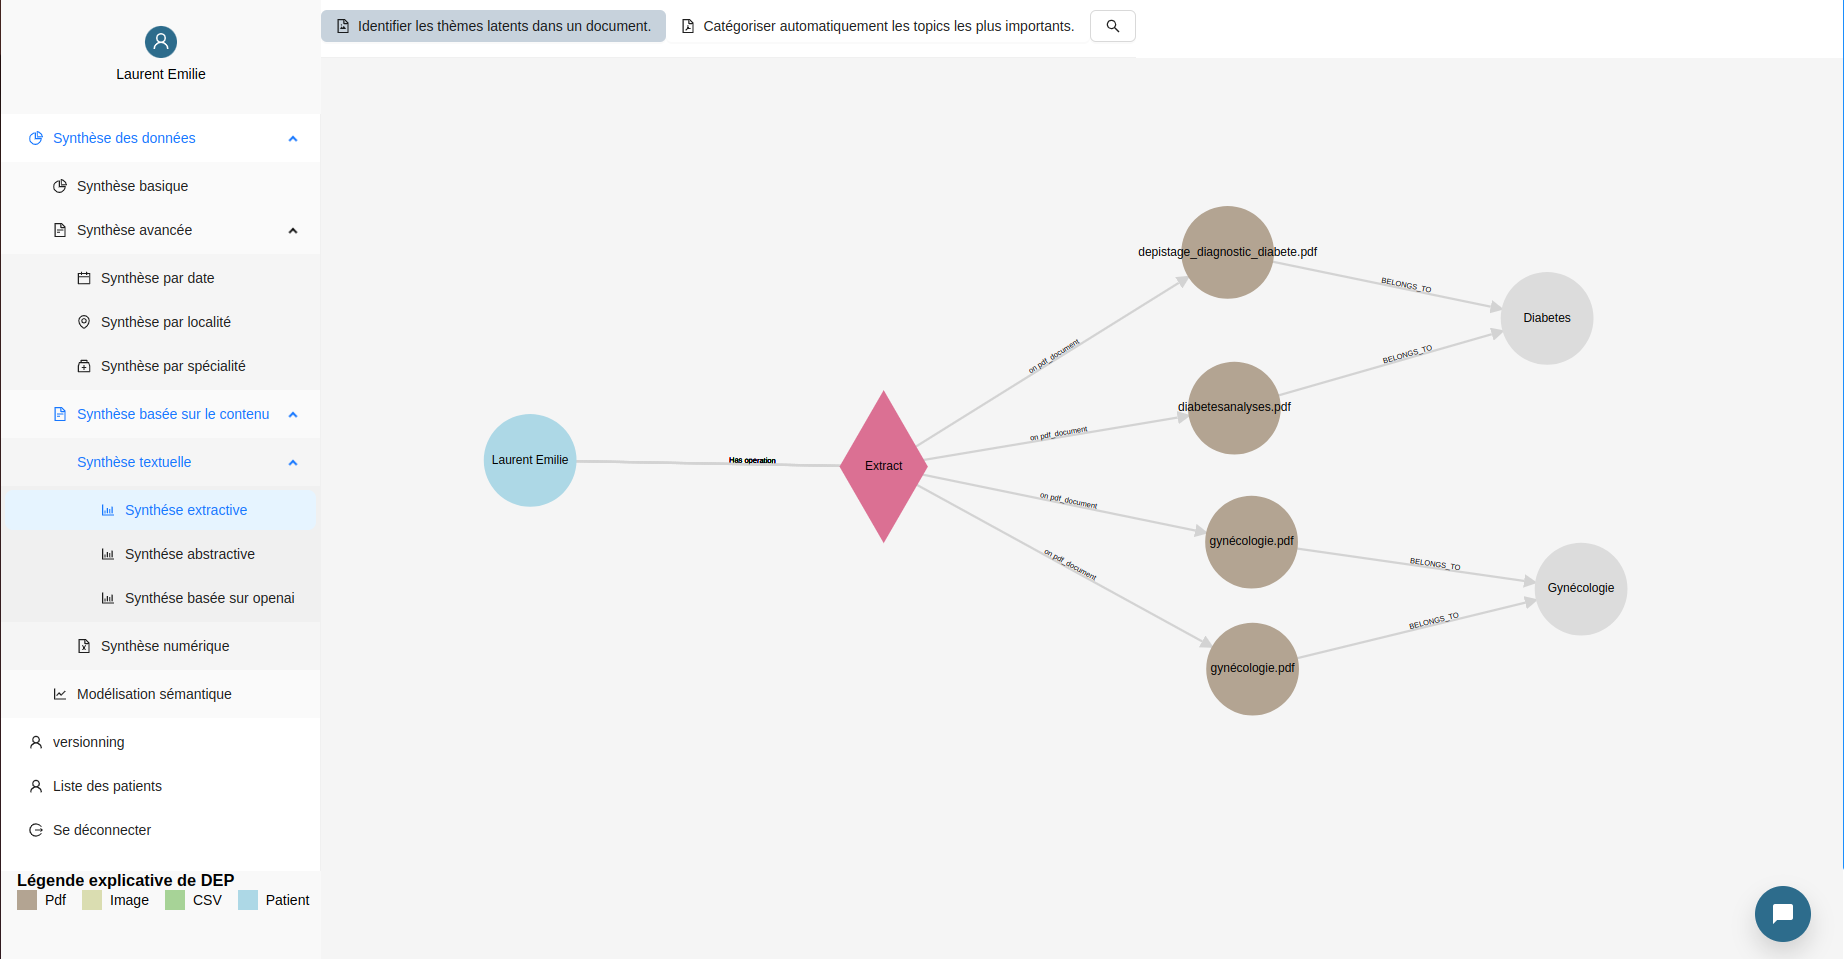 Laurent Emilie
Synthèse des données
Synthèse basique
Synthèse avancée
Synthèse par date
Synthèse par localité
Synthèse par spécialité
Synthèse basée sur le contenu
Synthèse textuelle
Synthése extractive
Synthése abstractive
Synthése basée sur openai
Synthèse numérique
Modélisation sémantique
versionning
Liste des patients
Se déconnecter
Légende explicative de DEP
Pdf Image CSV Patient
Identifier les thèmes latents dans un document. Catégoriser automatiquement les topics les plus importants.
Laurent Emilie
Has operation
Extract
on pdf_document
on pdf_document
on pdf_document
on pdf_document
depistage_diagnostic_diabete.pdf
diabetesanalyses.pdf
gynécologie.pdf
gynécologie.pdf
BELONGS_TO
BELONGS_TO
BELONGS_TO
BELONGS_TO
Diabetes
Gynécologie